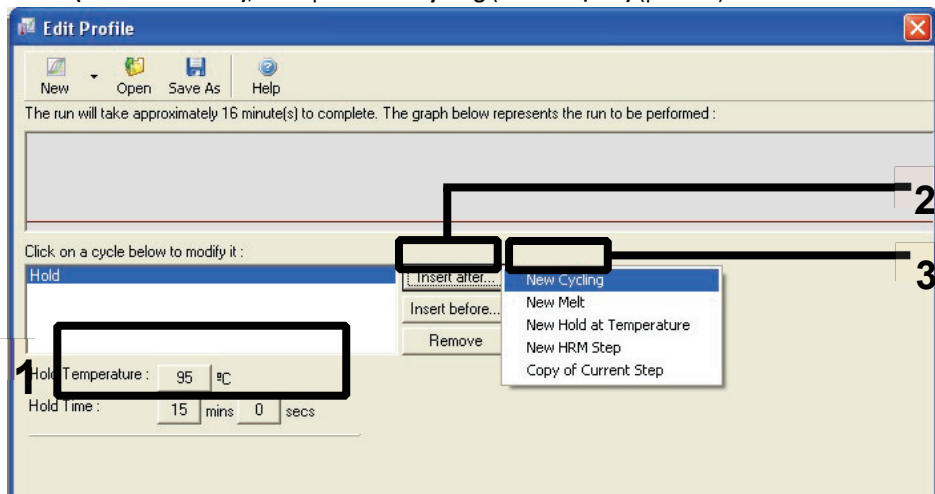 Edit Profile
New Open Save As Help
The run will take approximately 16 minute(s) to complete. The graph below represents the run to be performed :
2
Click on a cycle below to modify it :
3
Hold
Insert after...
New Cycling
New Melt
Insert before...
New Hold at Temperature
Remove
New HRM Step
Copy of Current Step
1
Hold Temperature : 95 ºC
Hold Time : 15 mins 0 secs